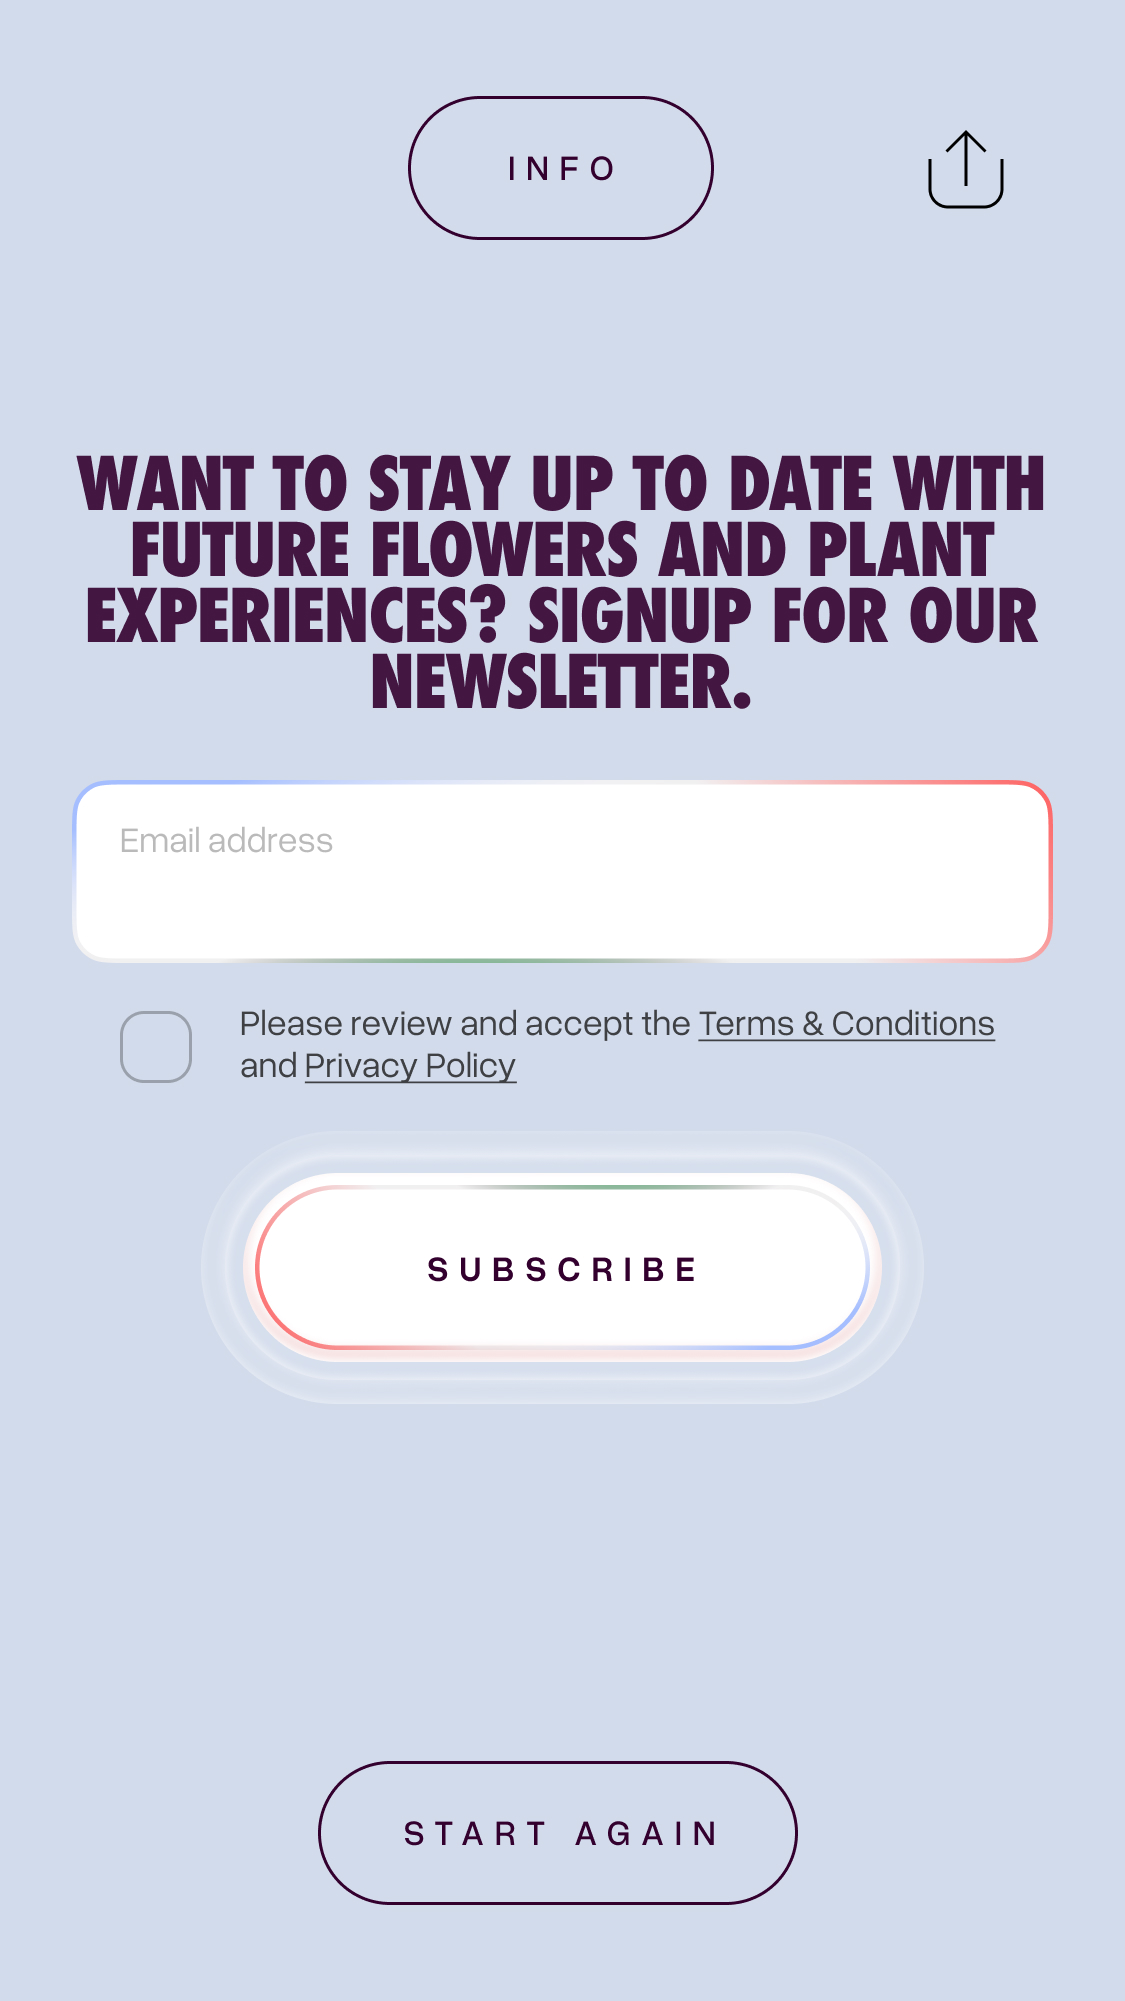 INFO
WANT TO STAY UP TO DATE WITH
FUTURE FLOWERS AND PLANT
EXPERIENCES? SIGNUP FOR OUR
NEWSLETTER.
Email address
Please review and accept the Terms & Conditions
and Privacy Policy
SUBSCRIBE
START AGAIN